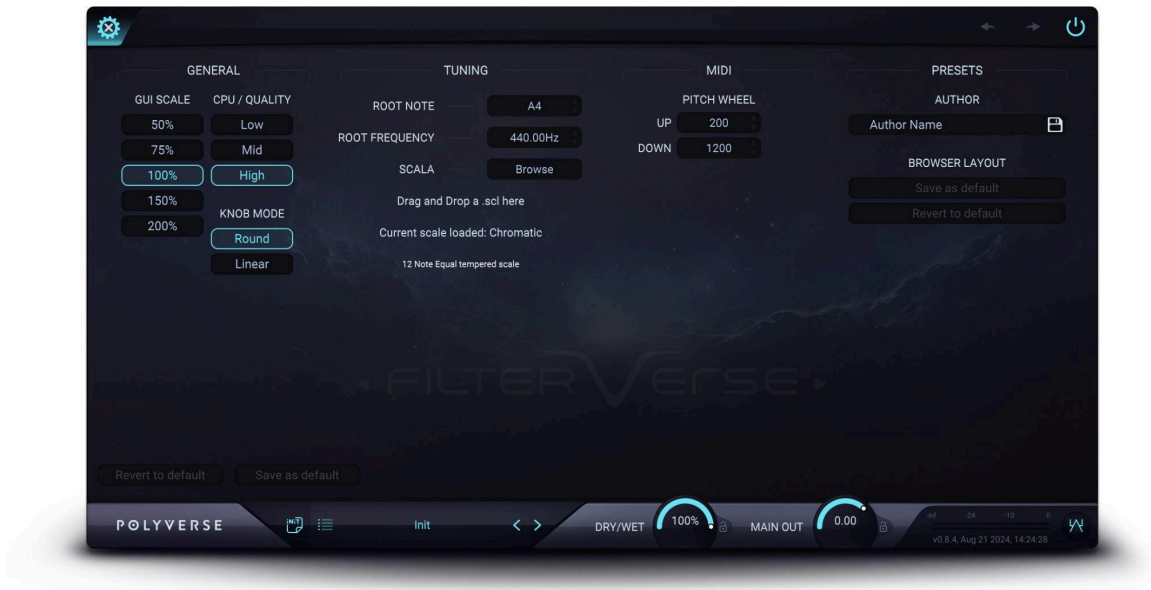 GENERAL
GUI SCALE
50%
75%
100%
150%
200%
CPU / QUALITY
Low
Mid
High
KNOB MODE
Round
Linear
TUNING
ROOT NOTE A4
ROOT FREQUENCY 440.00Hz
SCALA Browse
Drag and Drop a .scl here
Current scale loaded: Chromatic
12 Note Equal tempered scale
MIDI
PITCH WHEEL
UP 200
DOWN 1200
PRESETS
AUTHOR
Author Name
BROWSER LAYOUT
Save as default
Revert to default
FILTERVERSE
Revert to default Save as default
POLYVERSE INIT Init DRY/WET 100% MAIN OUT 0.00
-inf -24 -10 0
v0.8.4, Aug 21 2024, 14:24:28